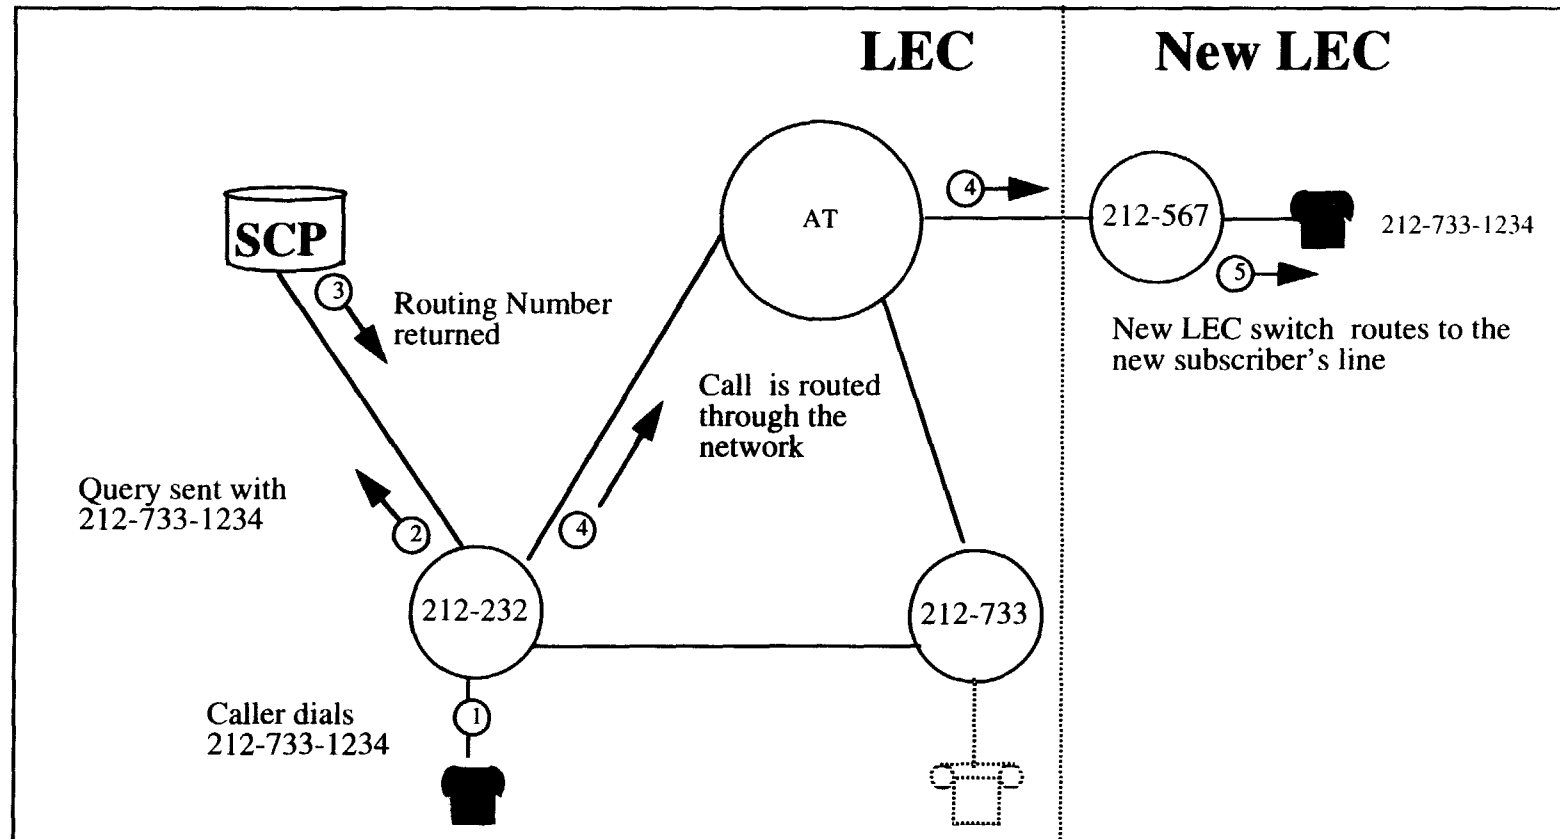 LEC
New LEC
SCP
3
Routing Number
returned
AT
4
212-567
212-733-1234
5
New LEC switch routes to the
new subscriber's line
Call is routed
through the
network
Query sent with
212-733-1234
2
4
212-232
212-733
Caller dials
212-733-1234
1